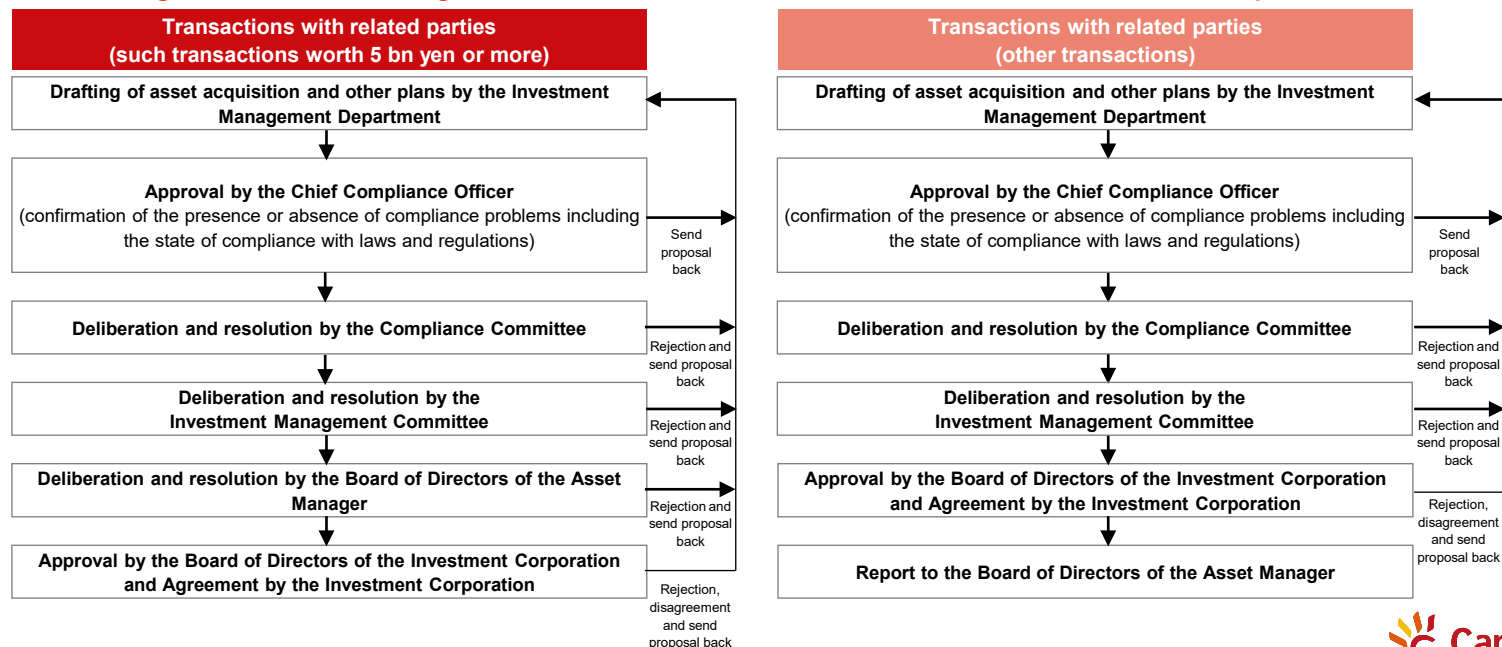 Transactions with related parties
(such transactions worth 5 bn yen or more)
Drafting of asset acquisition and other plans by the Investment
Management Department
Approval by the Chief Compliance Officer
(confirmation of the presence or absence of compliance problems including
the state of compliance with laws and regulations)
Send
proposal
back
Deliberation and resolution by the Compliance Committee
Rejection and
send proposal
back
Deliberation and resolution by the
Investment Management Committee
Rejection and
send proposal
back
Deliberation and resolution by the Board of Directors of the Asset
Manager
Rejection and
send proposal
back
Approval by the Board of Directors of the Investment Corporation
and Agreement by the Investment Corporation
Rejection,
disagreement
and send
proposal back
Transactions with related parties
(other transactions)
Drafting of asset acquisition and other plans by the Investment
Management Department
Approval by the Chief Compliance Officer
(confirmation of the presence or absence of compliance problems including
the state of compliance with laws and regulations)
Send
proposal
back
Deliberation and resolution by the Compliance Committee
Rejection and
send proposal
back
Deliberation and resolution by the
Investment Management Committee
Rejection and
send proposal
back
Approval by the Board of Directors of the Investment Corporation
and Agreement by the Investment Corporation
Rejection,
disagreement
and send
proposal back
Report to the Board of Directors of the Asset Manager